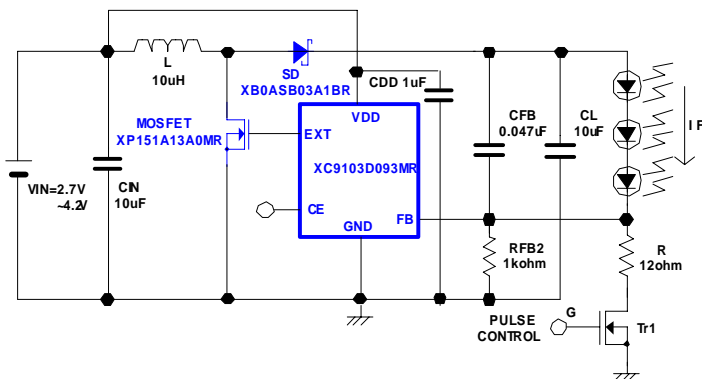 L
10uH
SD
XB0ASB03A1BR
CDD 1uF
MOSFET
XP151A13A0MR
EXT
VDD
XC9103D093MR
CE
GND
FB
CFB
0.047uF
CL
10uF
IF
VIN=2.7V
~4.2V
CIN
10uF
RFB2
1kohm
R
12ohm
PULSE
CONTROL
G
Tr1